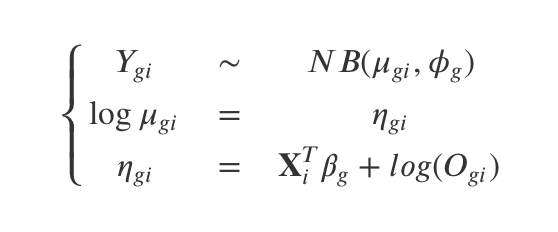 Y_{gi} ~ NB(μ_{gi}, ϕ_g)
log μ_{gi} = η_{gi}
η_{gi} = X_i^T β_g + log(O_{gi})